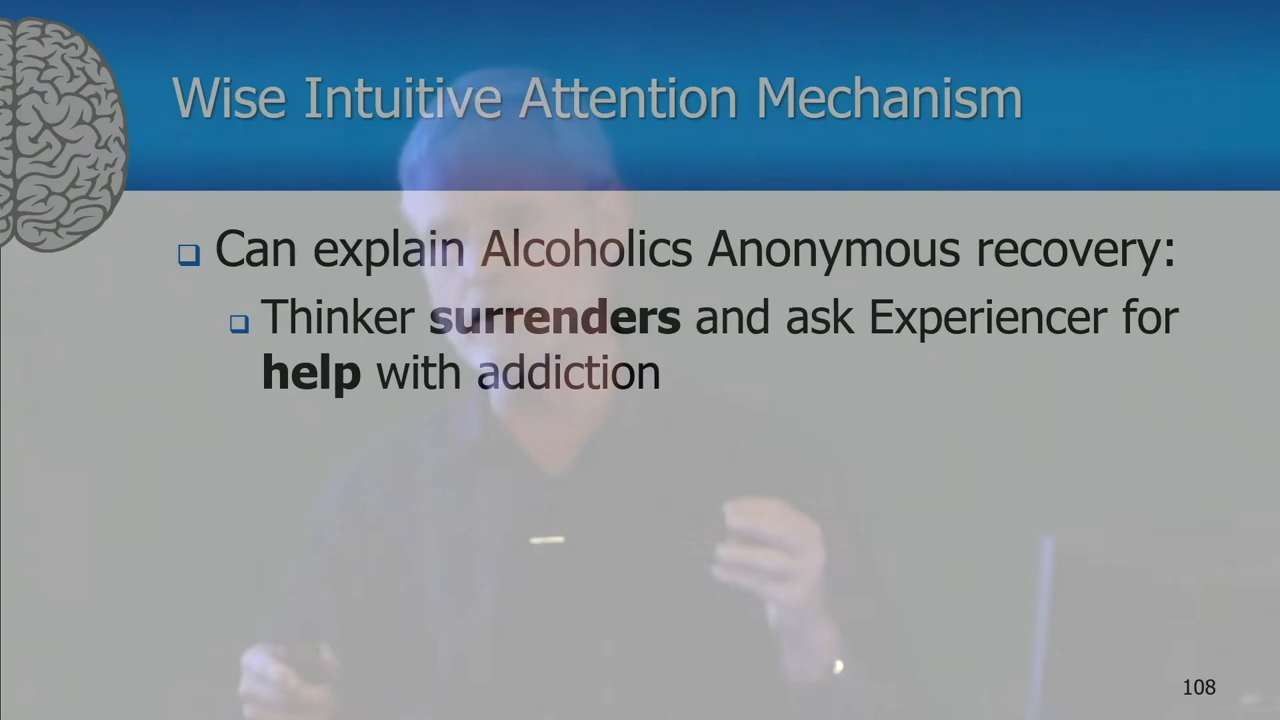 Wise Intuitive Attention Mechanism
Can explain Alcoholics Anonymous recovery:
Thinker surrenders and ask Experiencer for
help with addiction
108